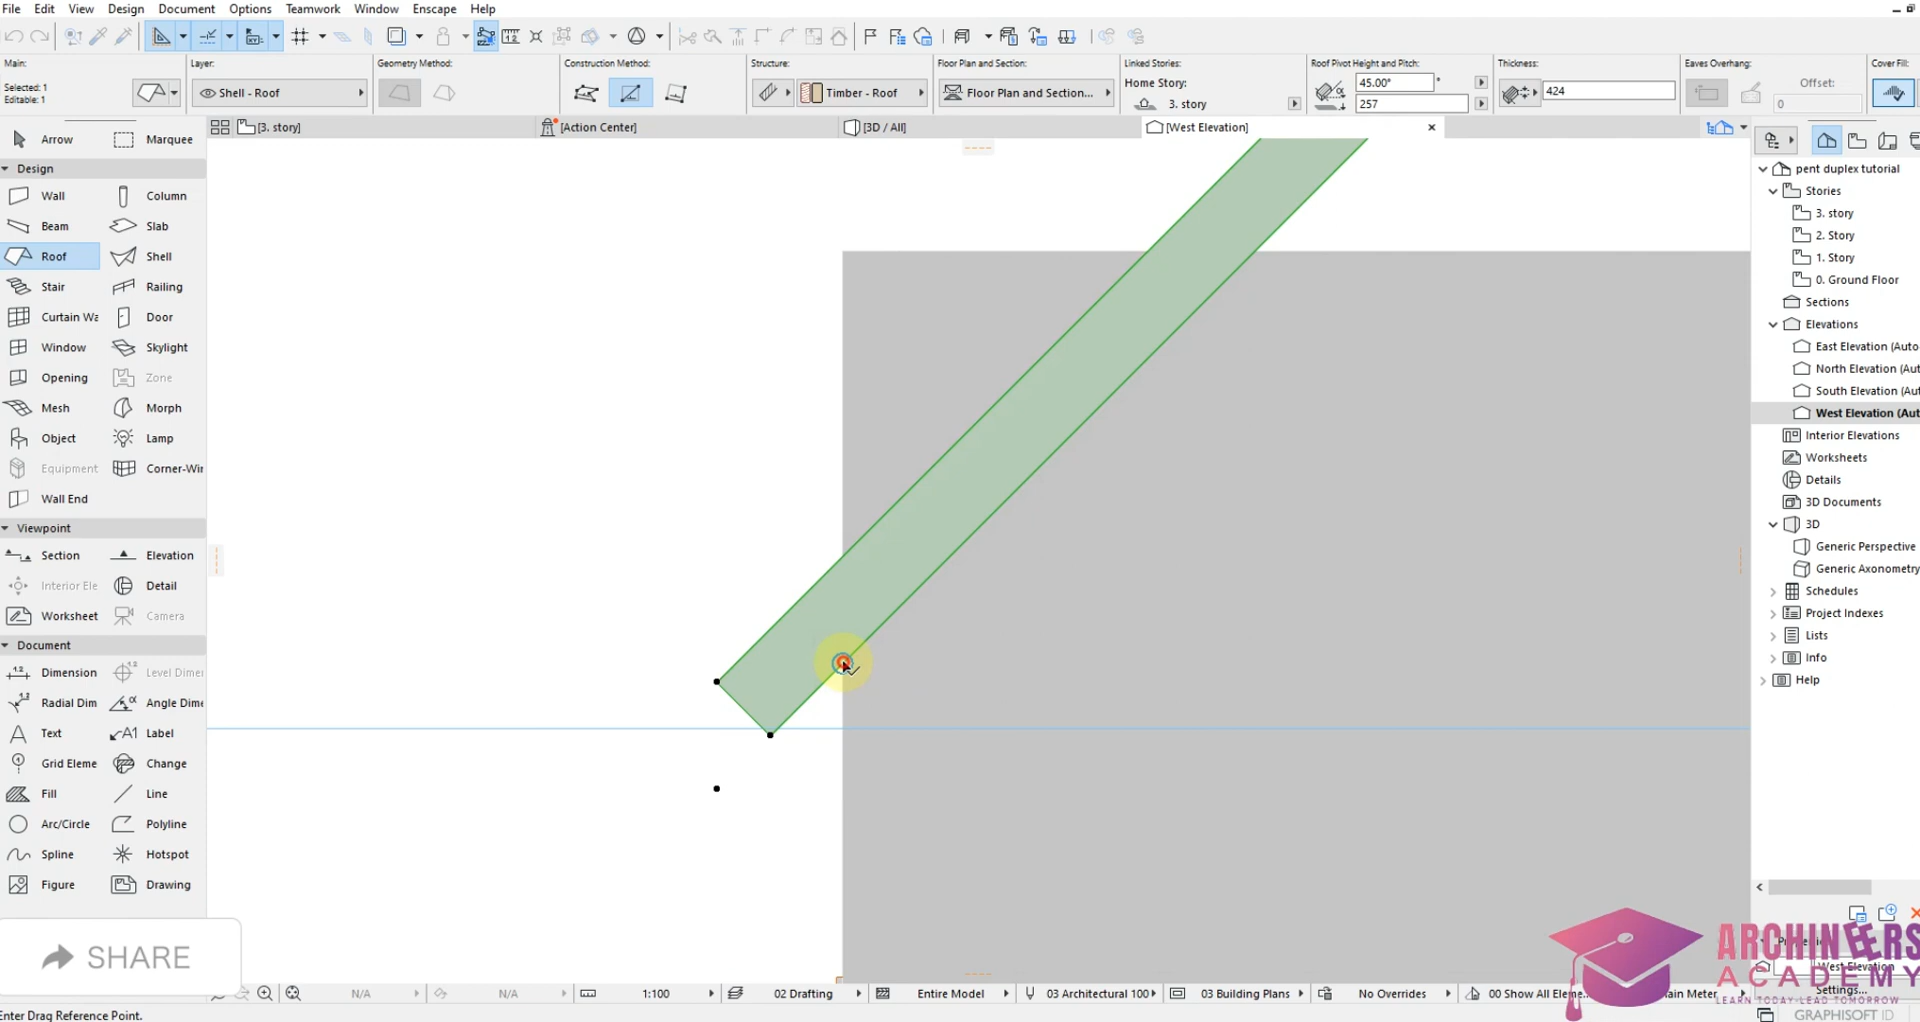 File Edit View Design Document Options Teamwork Window Enscape Help
Main:
Selected: 1
Editable: 1
Layer:
Shell - Roof
Geometry Method:
Construction Method:
Structure:
Timber - Roof
Floor Plan and Section:
Floor Plan and Section...
Linked Stories:
Home Story:
3. story
Roof Pivot Height and Pitch:
45.00°
257
Thickness:
424
Eaves Overhang:
Offset:
0
Cover Fill:
[3. story]
[Action Center]
[3D / All]
[West Elevation]
Arrow Marquee
Design
Wall Column
Beam Slab
Roof Shell
Stair Railing
Curtain Wa Door
Window Skylight
Opening Zone
Mesh Morph
Object Lamp
Equipment Corner-Wir
Wall End
Viewpoint
Section Elevation
Interior Ele Detail
Worksheet Camera
Document
Dimension Level Dime
Radial Dim Angle Dime
Text Label
Grid Eleme Change
Fill Line
Arc/Circle Polyline
Spline Hotspot
Figure Drawing
SHARE
pent duplex tutorial
Stories
3. story
2. Story
1. Story
0. Ground Floor
Sections
Elevations
East Elevation (Auto
North Elevation (Aut
South Elevation (Aut
West Elevation (Aut
Interior Elevations
Worksheets
Details
3D Documents
3D
Generic Perspective
Generic Axonometry
Schedules
Project Indexes
Lists
Info
Help
ARCHINEERS
ACADEMY
LEARN TODAY-LEAD TOMORROW
West Elevation
Settings...
N/A
N/A
1:100
02 Drafting
Entire Model
03 Architectural 100
03 Building Plans
No Overrides
00 Show All Eleme...
ain Meter
Enter Drag Reference Point.
GRAPHISOFT ID